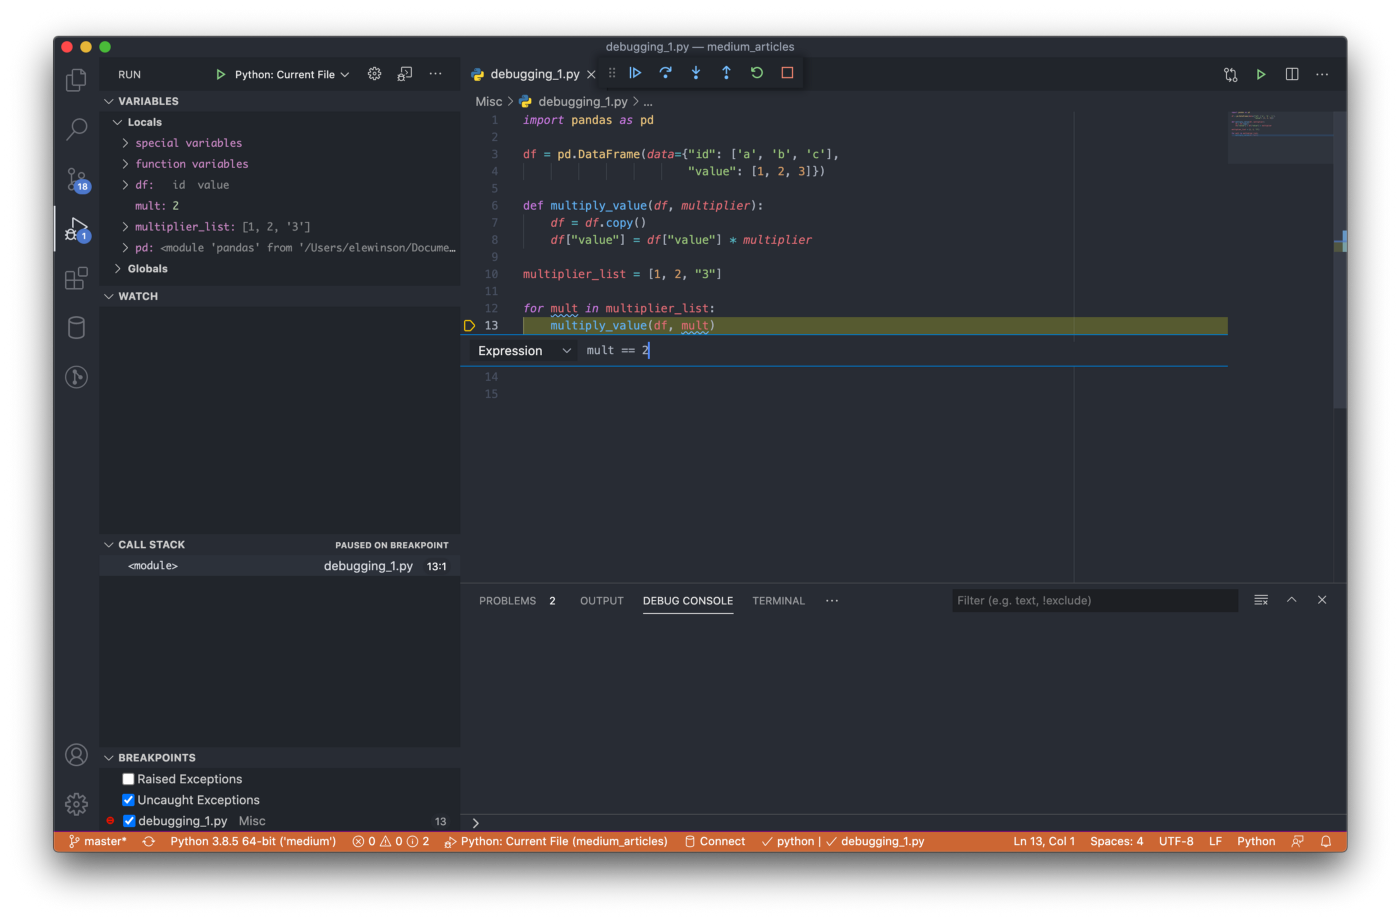 debugging_1.py — medium_articles
RUN
Python: Current File
debugging_1.py
VARIABLES
Locals
special variables
function variables
df:   id  value
mult: 2
multiplier_list: [1, 2, '3']
pd: <module 'pandas' from '/Users/elewinson/Docume…
Globals
WATCH
CALL STACK
PAUSED ON BREAKPOINT
<module>
debugging_1.py
13:1
BREAKPOINTS
Raised Exceptions
Uncaught Exceptions
debugging_1.py Misc 13
18
1
Misc > debugging_1.py > ...
1 import pandas as pd
2
3 df = pd.DataFrame(data={"id": ['a', 'b', 'c'],
4                         "value": [1, 2, 3]})
5
6 def multiply_value(df, multiplier):
7     df = df.copy()
8     df["value"] = df["value"] * multiplier
9
10 multiplier_list = [1, 2, "3"]
11
12 for mult in multiplier_list:
13     multiply_value(df, mult)
Expression mult == 2
14
15
PROBLEMS 2 OUTPUT DEBUG CONSOLE TERMINAL ···
Filter (e.g. text, !exclude)
>
master* Python 3.8.5 64-bit ('medium') 0 0 2 Python: Current File (medium_articles) Connect ✓ python | ✓ debugging_1.py Ln 13, Col 1 Spaces: 4 UTF-8 LF Python